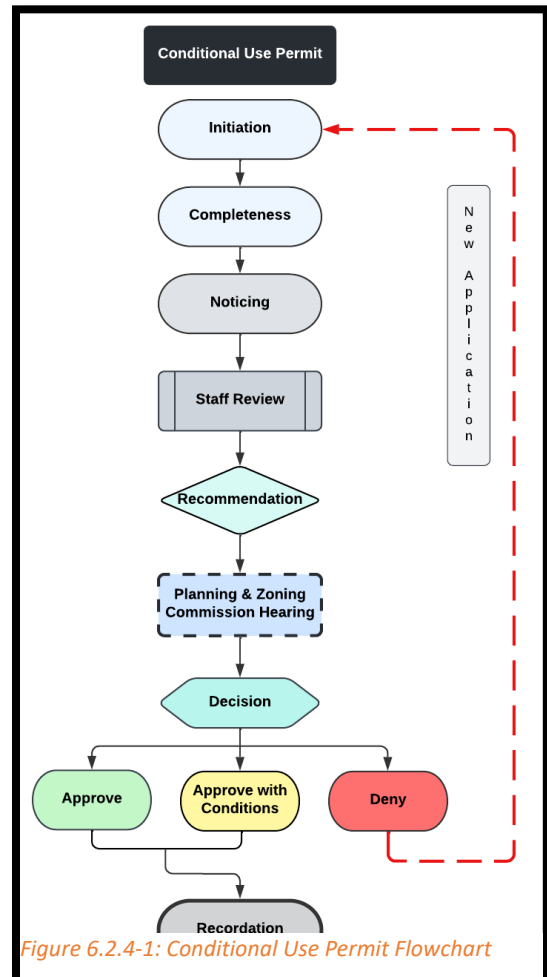 Conditional Use Permit
Initiation
Completeness
Noticing
Staff Review
Recommendation
Planning & Zoning
Commission Hearing
Decision
Approve
Approve with
Conditions
Deny
New Application
Recordation
Figure 6.2.4-1: Conditional Use Permit Flowchart